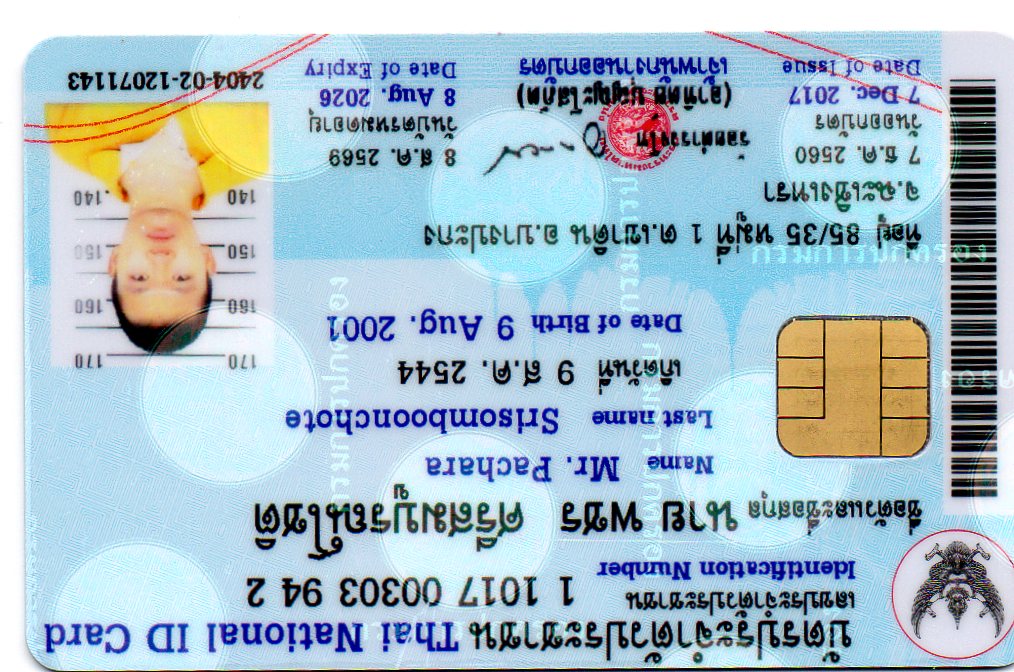 บัตรประจำตัวประชาชน Thai National ID Card
เลขประจำตัวประชาชน 1 1017 00303 94 2
Identification Number
ชื่อตัวและชื่อสกุล นาย พชร ศรีสมบูรณ์โชติ
Name Mr. Pachara
Last name Srisomboonchote
เกิดวันที่ 9 ส.ค. 2544
Date of Birth 9 Aug. 2001
170 170
160 160
150 150
140 140
ที่อยู่ 85/35 หมู่ที่ 1 ต.เขาดิน อ.บางปะกง
จ.ฉะเชิงเทรา
7 ธ.ค. 2560
วันออกบัตร
7 Dec. 2017
Date of Issue
ร้อยตำรวจโท
(อาทิตย์ บุญญะโสภัต)
เจ้าพนักงานออกบัตร
8 ส.ค. 2569
วันบัตรหมดอายุ
8 Aug. 2026
Date of Expiry
2404-02-12071143